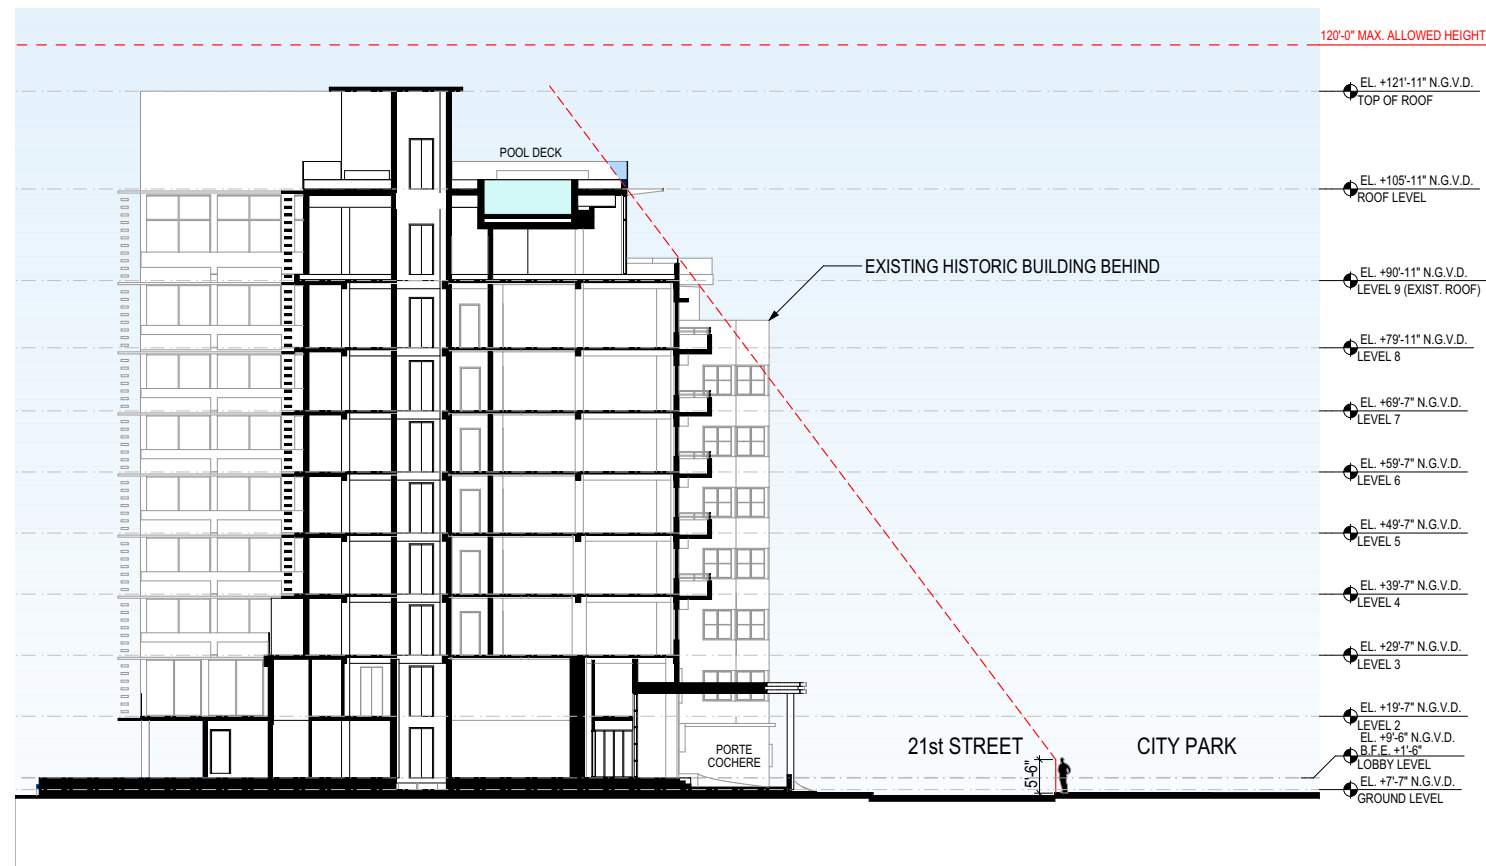 120'-0" MAX. ALLOWED HEIGHT
EL. +121'-11" N.G.V.D.
TOP OF ROOF
POOL DECK
EL. +105'-11" N.G.V.D.
ROOF LEVEL
EXISTING HISTORIC BUILDING BEHIND
EL. +90'-11" N.G.V.D.
LEVEL 9 (EXIST. ROOF)
EL. +79'-11" N.G.V.D.
LEVEL 8
EL. +69'-7" N.G.V.D.
LEVEL 7
EL. +59'-7" N.G.V.D.
LEVEL 6
EL. +49'-7" N.G.V.D.
LEVEL 5
EL. +39'-7" N.G.V.D.
LEVEL 4
EL. +29'-7" N.G.V.D.
LEVEL 3
EL. +19'-7" N.G.V.D.
LEVEL 2
EL. +9'-6" N.G.V.D.
B.F.E. +1'-6"
LOBBY LEVEL
21st STREET
CITY PARK
PORTE
COCHERE
5'-6"
EL. +7'-7" N.G.V.D.
GROUND LEVEL